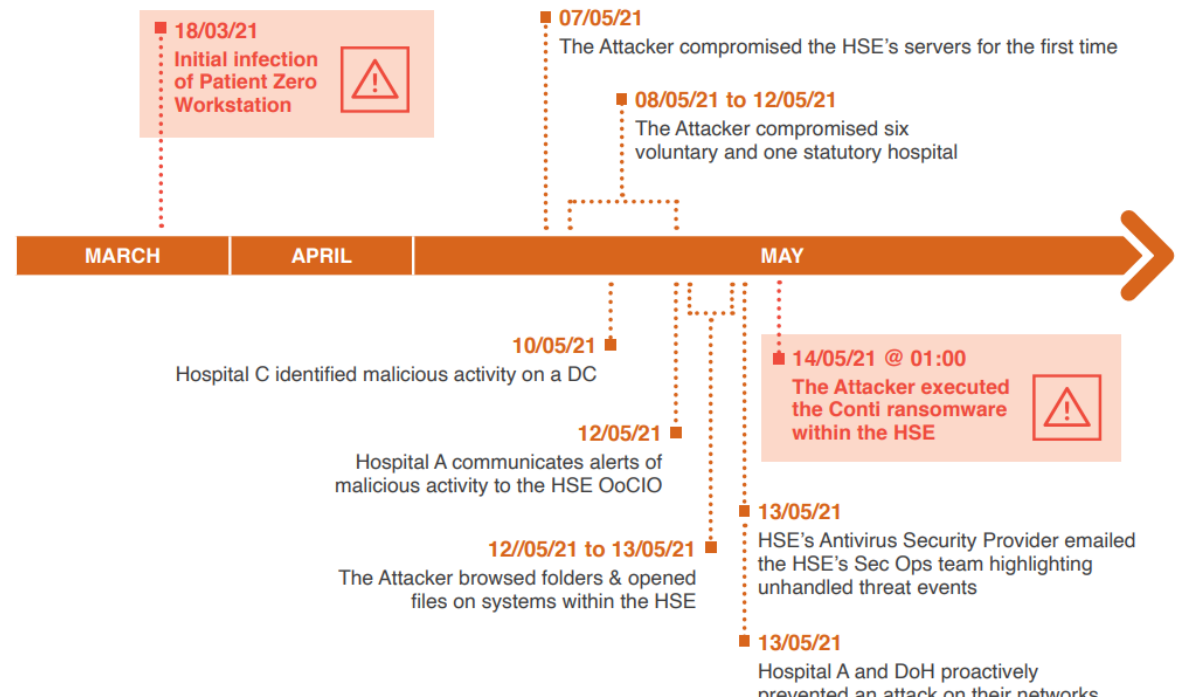 18/03/21
Initial infection
of Patient Zero
Workstation
07/05/21
The Attacker compromised the HSE's servers for the first time
08/05/21 to 12/05/21
The Attacker compromised six
voluntary and one statutory hospital
MARCH
APRIL
MAY
10/05/21
Hospital C identified malicious activity on a DC
12/05/21
Hospital A communicates alerts of
malicious activity to the HSE OoCIO
12//05/21 to 13/05/21
The Attacker browsed folders & opened
files on systems within the HSE
14/05/21 @ 01:00
The Attacker executed
the Conti ransomware
within the HSE
13/05/21
HSE's Antivirus Security Provider emailed
the HSE's Sec Ops team highlighting
unhandled threat events
13/05/21
Hospital A and DoH proactively
prevented an attack on their networks